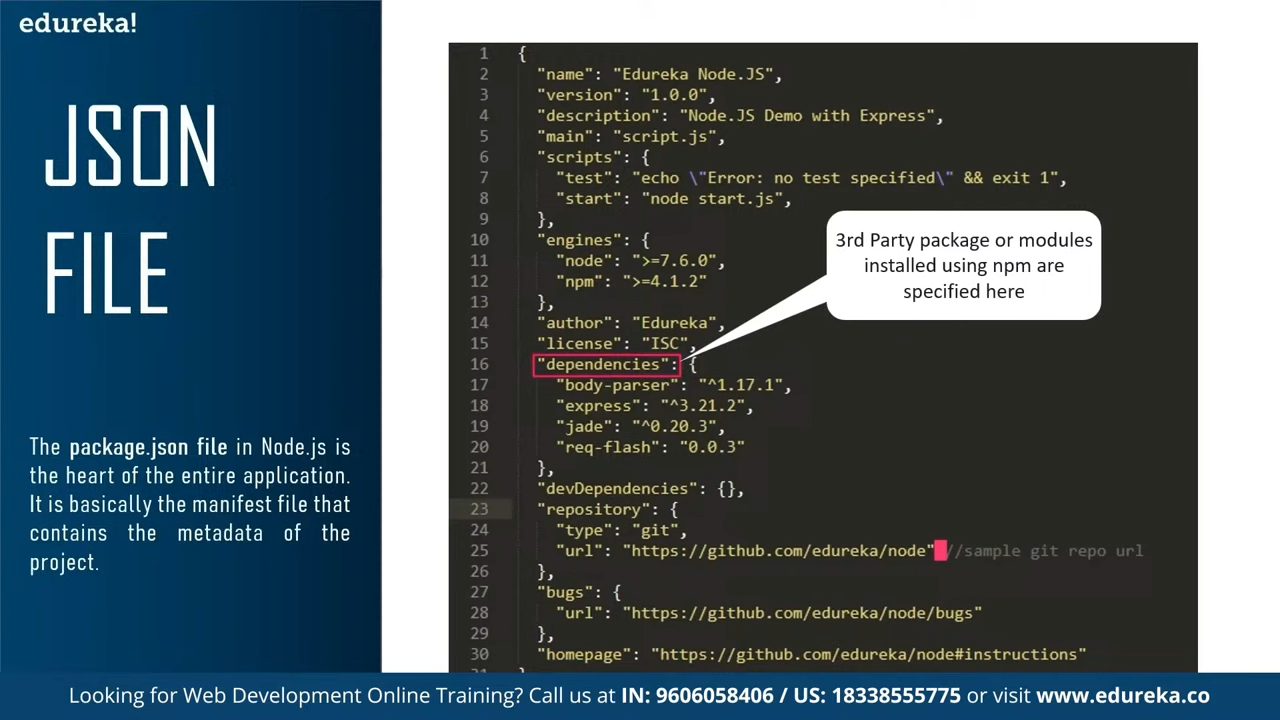 edureka!
JSON
FILE
The package.json file in Node.js is
the heart of the entire application.
It is basically the manifest file that
contains the metadata of the
project.
1 {
2 "name": "Edureka Node.JS",
3 "version": "1.0.0",
4 "description": "Node.JS Demo with Express",
5 "main": "script.js",
6 "scripts": {
7 "test": "echo \"Error: no test specified\" && exit 1",
8 "start": "node start.js",
9 },
10 "engines": {
11 "node": ">=7.6.0",
12 "npm": ">=4.1.2"
13 },
14 "author": "Edureka",
15 "license": "ISC",
16 "dependencies": {
17 "body-parser": "^1.17.1",
18 "express": "^3.21.2",
19 "jade": "^0.20.3",
20 "req-flash": "0.0.3"
21 },
22 "devDependencies": {},
23 "repository": {
24 "type": "git",
25 "url": "https://github.com/edureka/node" //sample git repo url
26 },
27 "bugs": {
28 "url": "https://github.com/edureka/node/bugs"
29 },
30 "homepage": "https://github.com/edureka/node#instructions"
3rd Party package or modules
installed using npm are
specified here
Looking for Web Development Online Training? Call us at IN: 9606058406 / US: 18338555775 or visit www.edureka.co